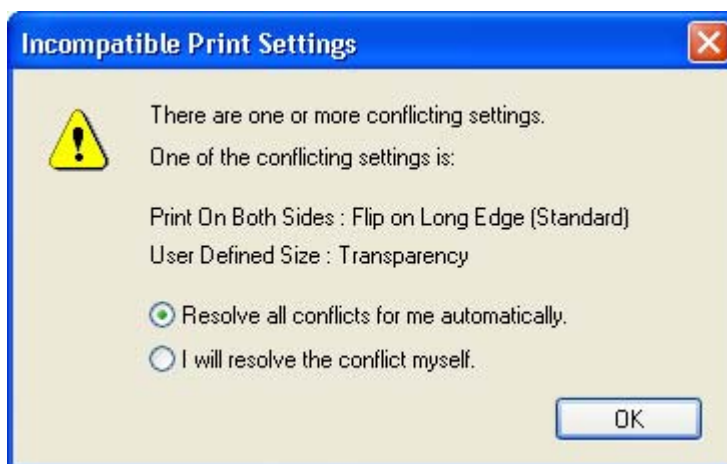 Incompatible Print Settings
There are one or more conflicting settings.
One of the conflicting settings is:
Print On Both Sides : Flip on Long Edge (Standard)
User Defined Size : Transparency
Resolve all conflicts for me automatically.
I will resolve the conflict myself.
OK